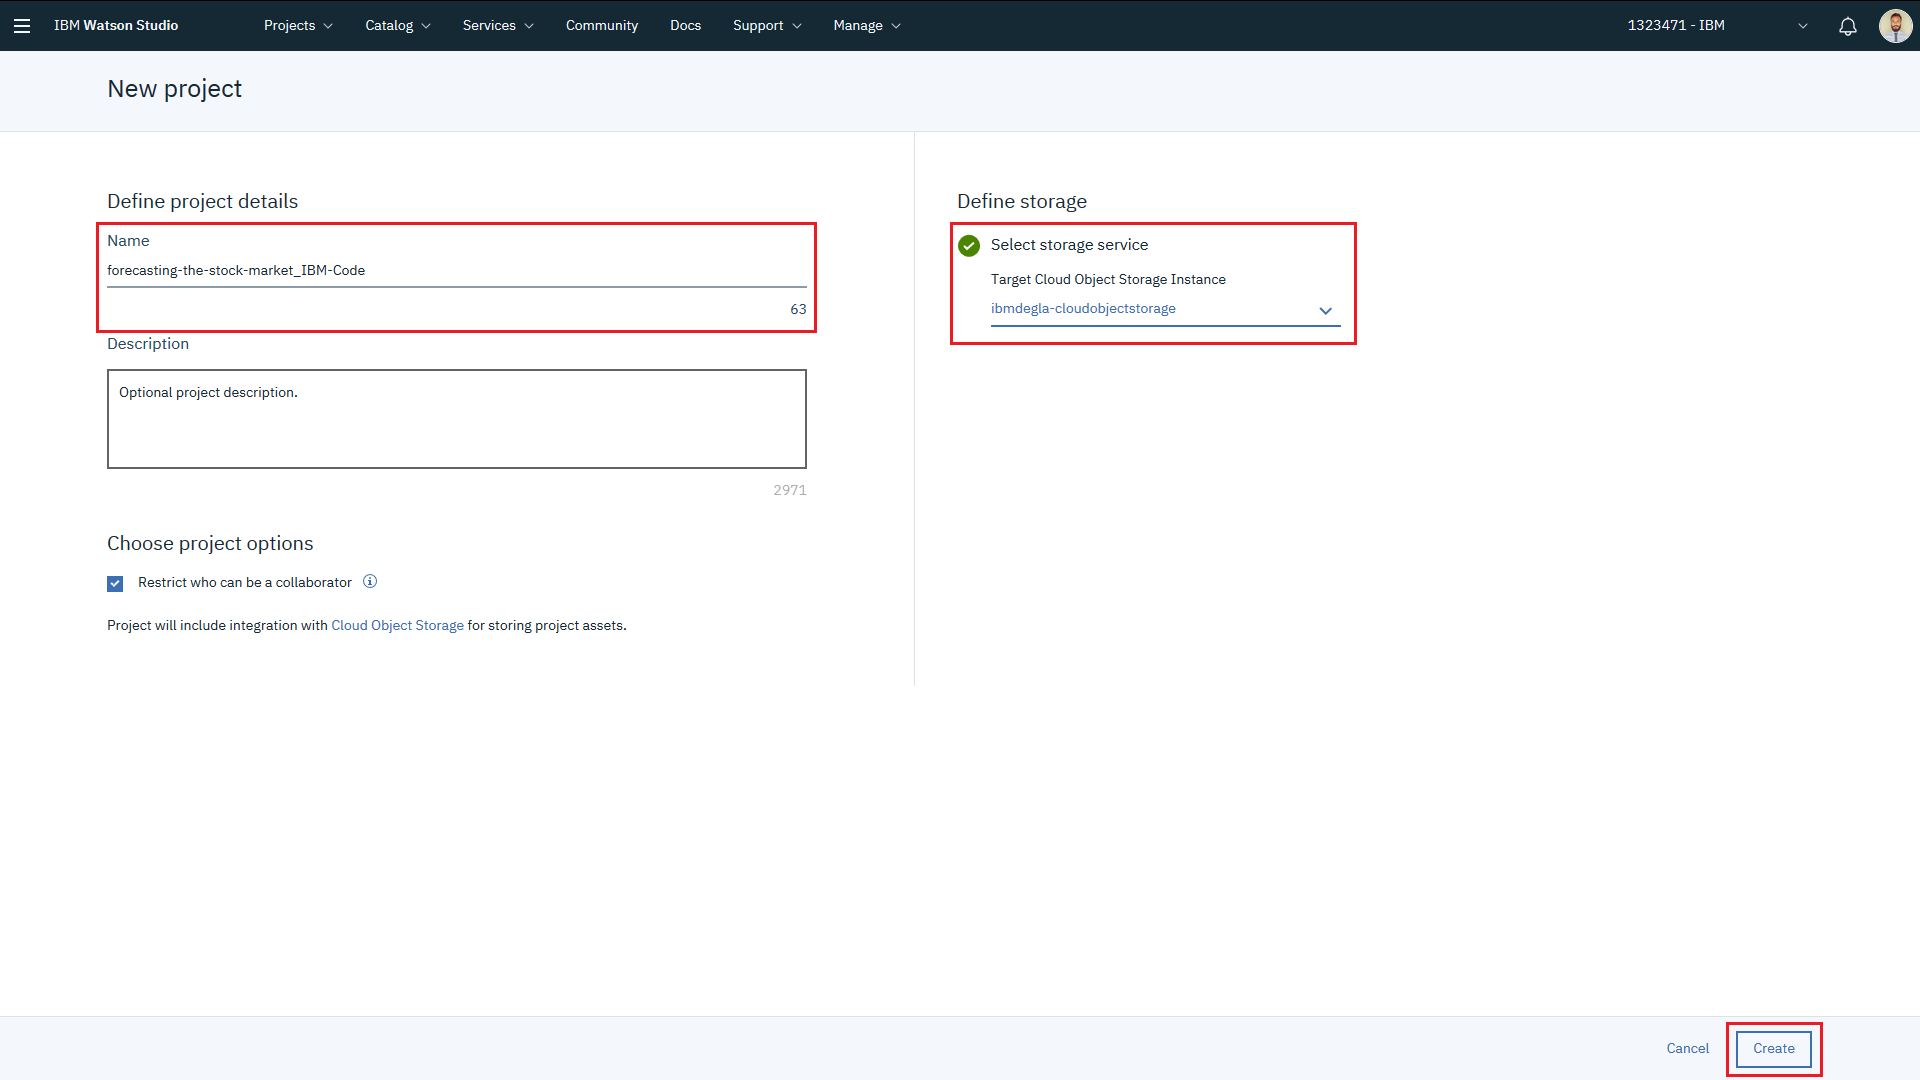 IBM Watson Studio Projects Catalog Services Community Docs Support Manage 1323471 - IBM
New project
Define project details
Name
forecasting-the-stock-market_IBM-Code
63
Description
Optional project description.
2971
Choose project options
Restrict who can be a collaborator
Project will include integration with Cloud Object Storage for storing project assets.
Define storage
Select storage service
Target Cloud Object Storage Instance
ibmdegla-cloudobjectstorage
Cancel Create